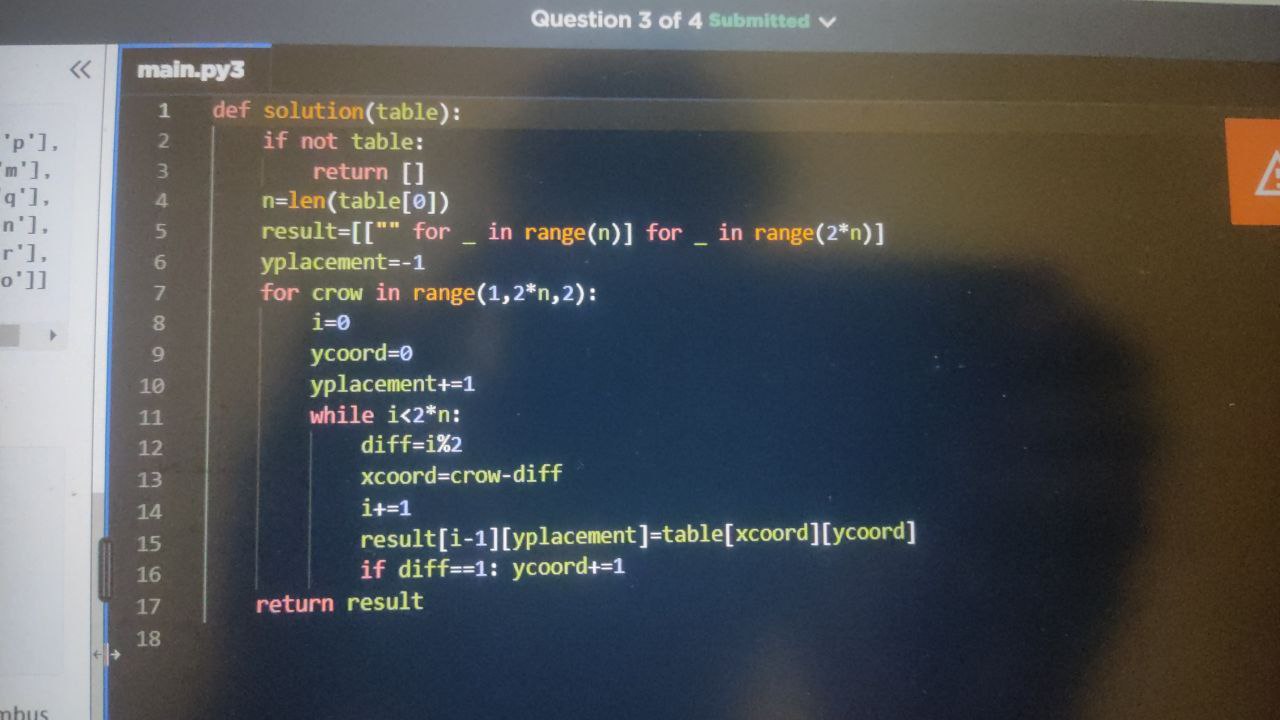 Question 3 of 4 Submitted
main.py3
'p'],
'm'],
q'],
n'],
r'],
o']]
1 def solution(table):
2 if not table:
3 return []
4 n=len(table[0])
5 result=[["" for _ in range(n)] for _ in range(2*n)]
6 yplacement=-1
7 for crow in range(1,2*n,2):
8 i=0
9 ycoord=0
10 yplacement+=1
11 while i<2*n:
12 diff=i%2
13 xcoord=crow-diff
14 i+=1
15 result[i-1][yplacement]=table[xcoord][ycoord]
16 if diff==1: ycoord+=1
17 return result
18